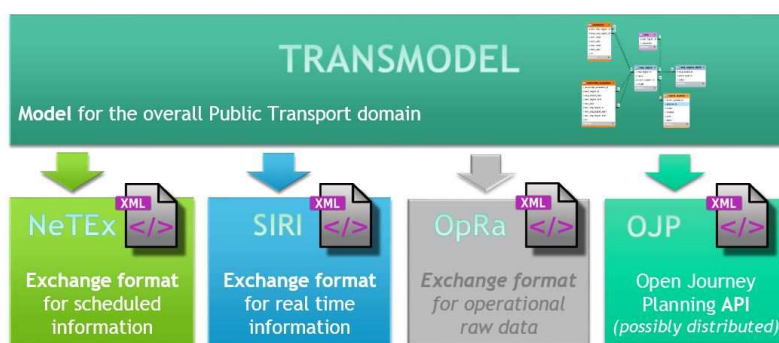 TRANSMODEL
Model for the overall Public Transport domain
XML
</>
XML
</>
XML
</>
XML
</>
NeTEx
SIRI
OpRa
OJP
Exchange format
for scheduled
information
Exchange format
for real time
information
Exchange format
for operational
raw data
Open Journey
Planning API
(possibly distributed)